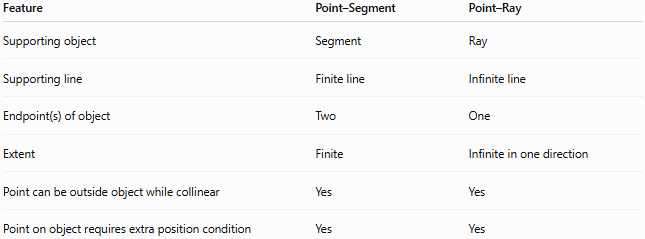 Feature Point–Segment Point–Ray
Supporting object Segment Ray
Supporting line Finite line Infinite line
Endpoint(s) of object Two One
Extent Finite Infinite in one direction
Point can be outside object while collinear Yes Yes
Point on object requires extra position condition Yes Yes